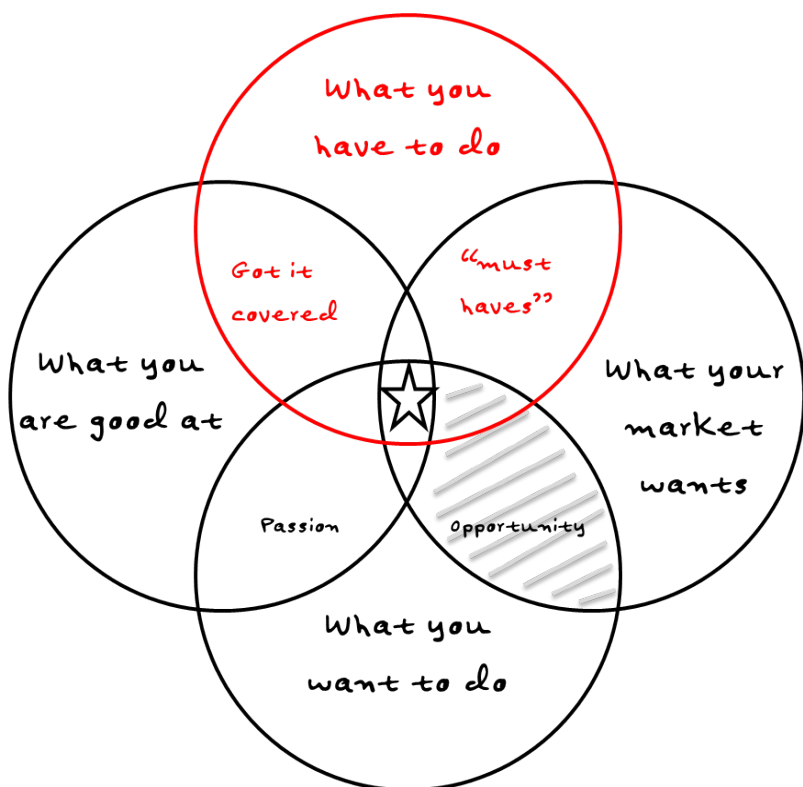 What you
have to do
Got it
covered
“must
haves”
What you
are good at
What your
market
wants
Passion
Opportunity
What you
want to do